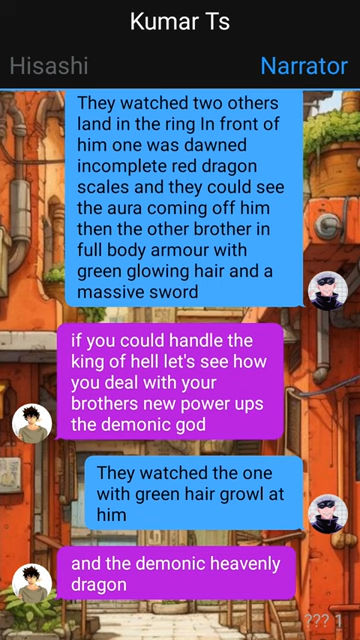 Kumar Ts
Hisashi
Narrator
They watched two others
land in the ring In front of
him one was dawned
incomplete red dragon
scales and they could see
the aura coming off him
then the other brother in
full body armour with
green glowing hair and a
massive sword
if you could handle the
king of hell let's see how
you deal with your
brothers new power ups
the demonic god
They watched the one
with green hair growl at
him
and the demonic heavenly
dragon
??? 1